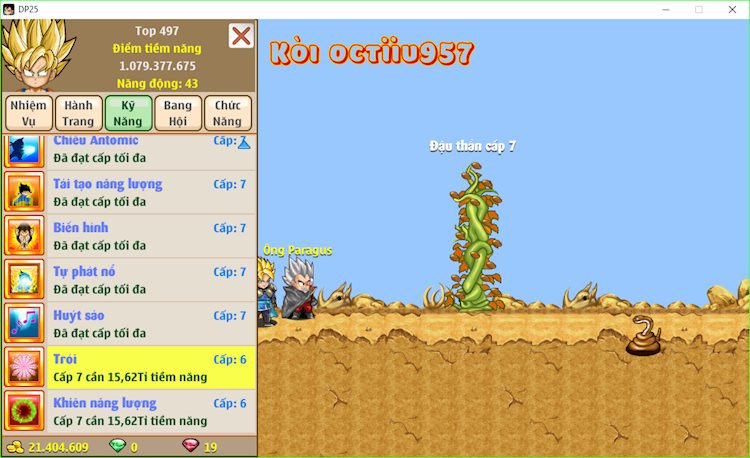 DP25
Top 497
Điểm tiềm năng
1.079.377.675
Năng động: 43
Nhiệm Vụ
Hành Trang
Kỹ Năng
Bang Hội
Chức Năng
Chiêu Antomic
Cấp: 7
Đã đạt cấp tối đa
Tái tạo năng lượng
Cấp: 7
Đã đạt cấp tối đa
Biến hình
Cấp: 7
Đã đạt cấp tối đa
Tự phát nổ
Cấp: 7
Đã đạt cấp tối đa
Huýt sáo
Cấp: 7
Đã đạt cấp tối đa
Trói
Cấp: 6
Cấp 7 cần 15,62Tỉ tiềm năng
Khiên năng lượng
Cấp: 6
Cấp 7 cần 15,62Tỉ tiềm năng
21.404.609
0
19
Kòi octiiu957
Đậu thần cấp 7
Ông Paragus